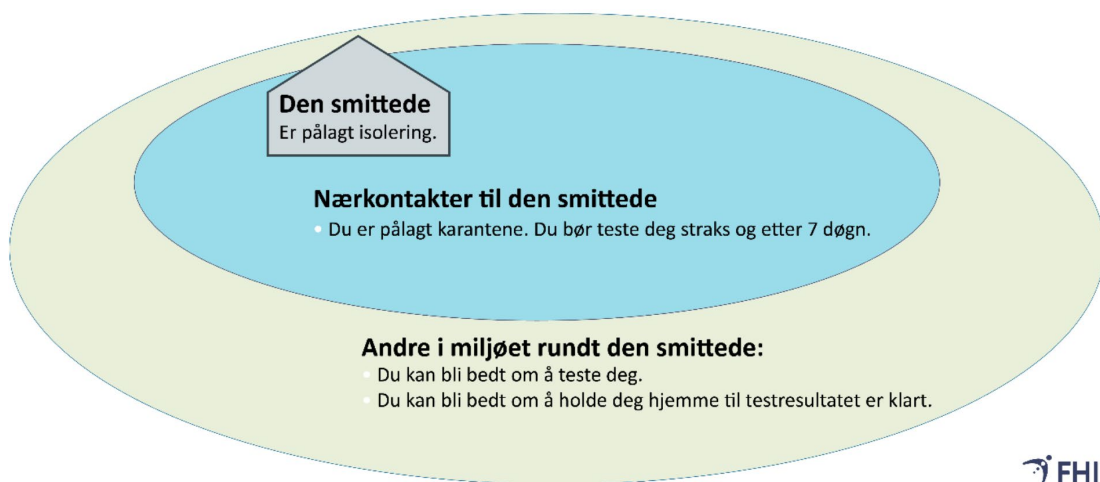 Den smittede
Er pålagt isolering.
Nærkontakter til den smittede
• Du er pålagt karantene. Du bør teste deg straks og etter 7 døgn.
Andre i miljøet rundt den smittede:
• Du kan bli bedt om å teste deg.
• Du kan bli bedt om å holde deg hjemme til testresultatet er klart.
FHI